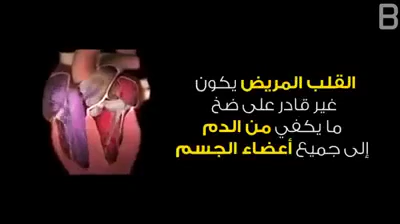 B
القلب المريض يكون
غير قادر على ضخ
ما يكفي من الدم
إلى جميع أعضاء الجسم